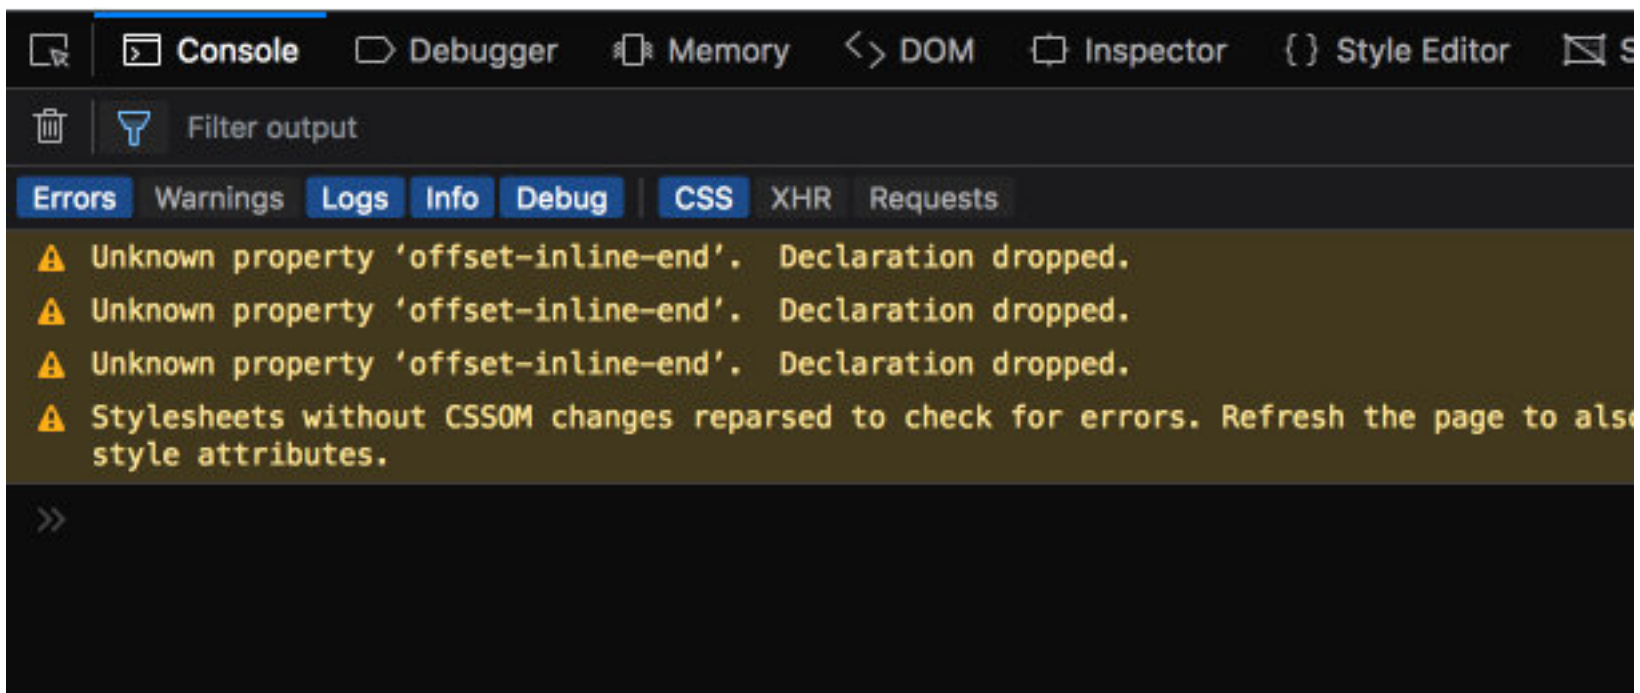 Console Debugger Memory DOM Inspector { } Style Editor S
Filter output
Errors Warnings Logs Info Debug CSS XHR Requests
Unknown property ‘offset-inline-end’. Declaration dropped.
Unknown property ‘offset-inline-end’. Declaration dropped.
Unknown property ‘offset-inline-end’. Declaration dropped.
Stylesheets without CSSOM changes reparsed to check for errors. Refresh the page to also
style attributes.